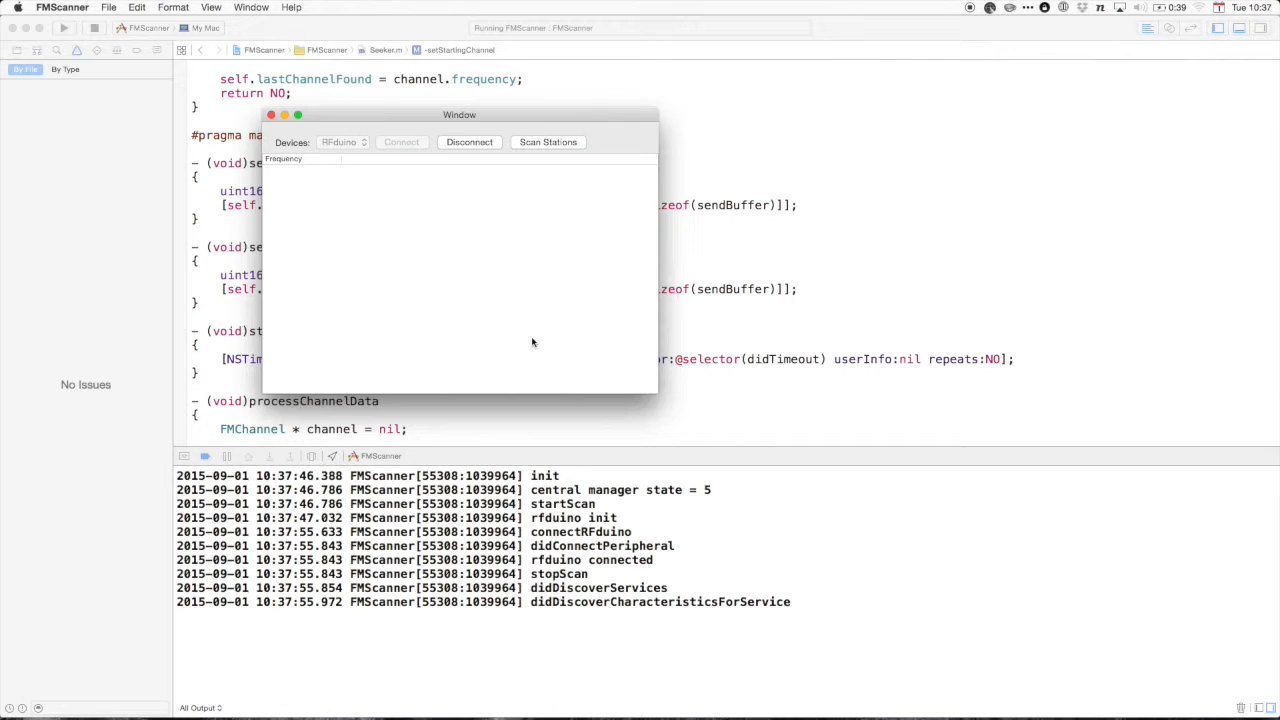 FMScanner File Edit Format View Window Help 0:39 Tue 10:37
FMScanner My Mac Running FMScanner : FMScanner
FMScanner FMScanner Seeker.m M -setStartingChannel
By File By Type
self.lastChannelFound = channel.frequency;
return NO;
}
Window
#pragma ma
Devices: RFduino Connect Disconnect Scan Stations
Frequency
- (void)se
{
uint16
[self. zeof(sendBuffer)]];
}
- (void)se
{
uint16
[self. zeof(sendBuffer)]];
}
- (void)st
{
[NSTim or:@selector(didTimeout) userInfo:nil repeats:NO];
}
No Issues
- (void)processChannelData
{
FMChannel * channel = nil;
FMScanner
2015-09-01 10:37:46.388 FMScanner[55308:1039964] init
2015-09-01 10:37:46.786 FMScanner[55308:1039964] central manager state = 5
2015-09-01 10:37:46.786 FMScanner[55308:1039964] startScan
2015-09-01 10:37:47.032 FMScanner[55308:1039964] rfduino init
2015-09-01 10:37:55.633 FMScanner[55308:1039964] connectRFduino
2015-09-01 10:37:55.843 FMScanner[55308:1039964] didConnectPeripheral
2015-09-01 10:37:55.843 FMScanner[55308:1039964] rfduino connected
2015-09-01 10:37:55.843 FMScanner[55308:1039964] stopScan
2015-09-01 10:37:55.854 FMScanner[55308:1039964] didDiscoverServices
2015-09-01 10:37:55.972 FMScanner[55308:1039964] didDiscoverCharacteristicsForService
All Output